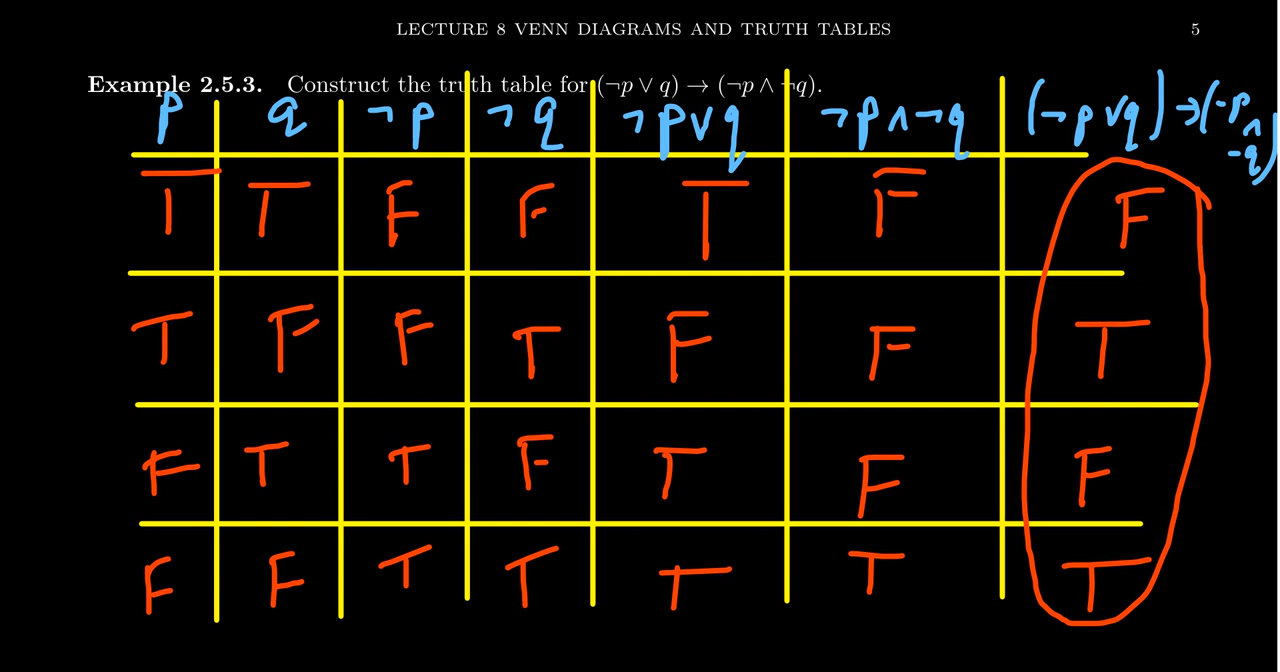 LECTURE 8 VENN DIAGRAMS AND TRUTH TABLES 5
Example 2.5.3. Construct the truth table for (¬p ∨ q) → (¬p ∧ ¬q).
p q ¬p ¬q ¬p∨q ¬p∧¬q (¬p∨q)→(¬p∧¬q)
T T F F T F F
T F F T F F T
F T T F T F F
F F T T T T T